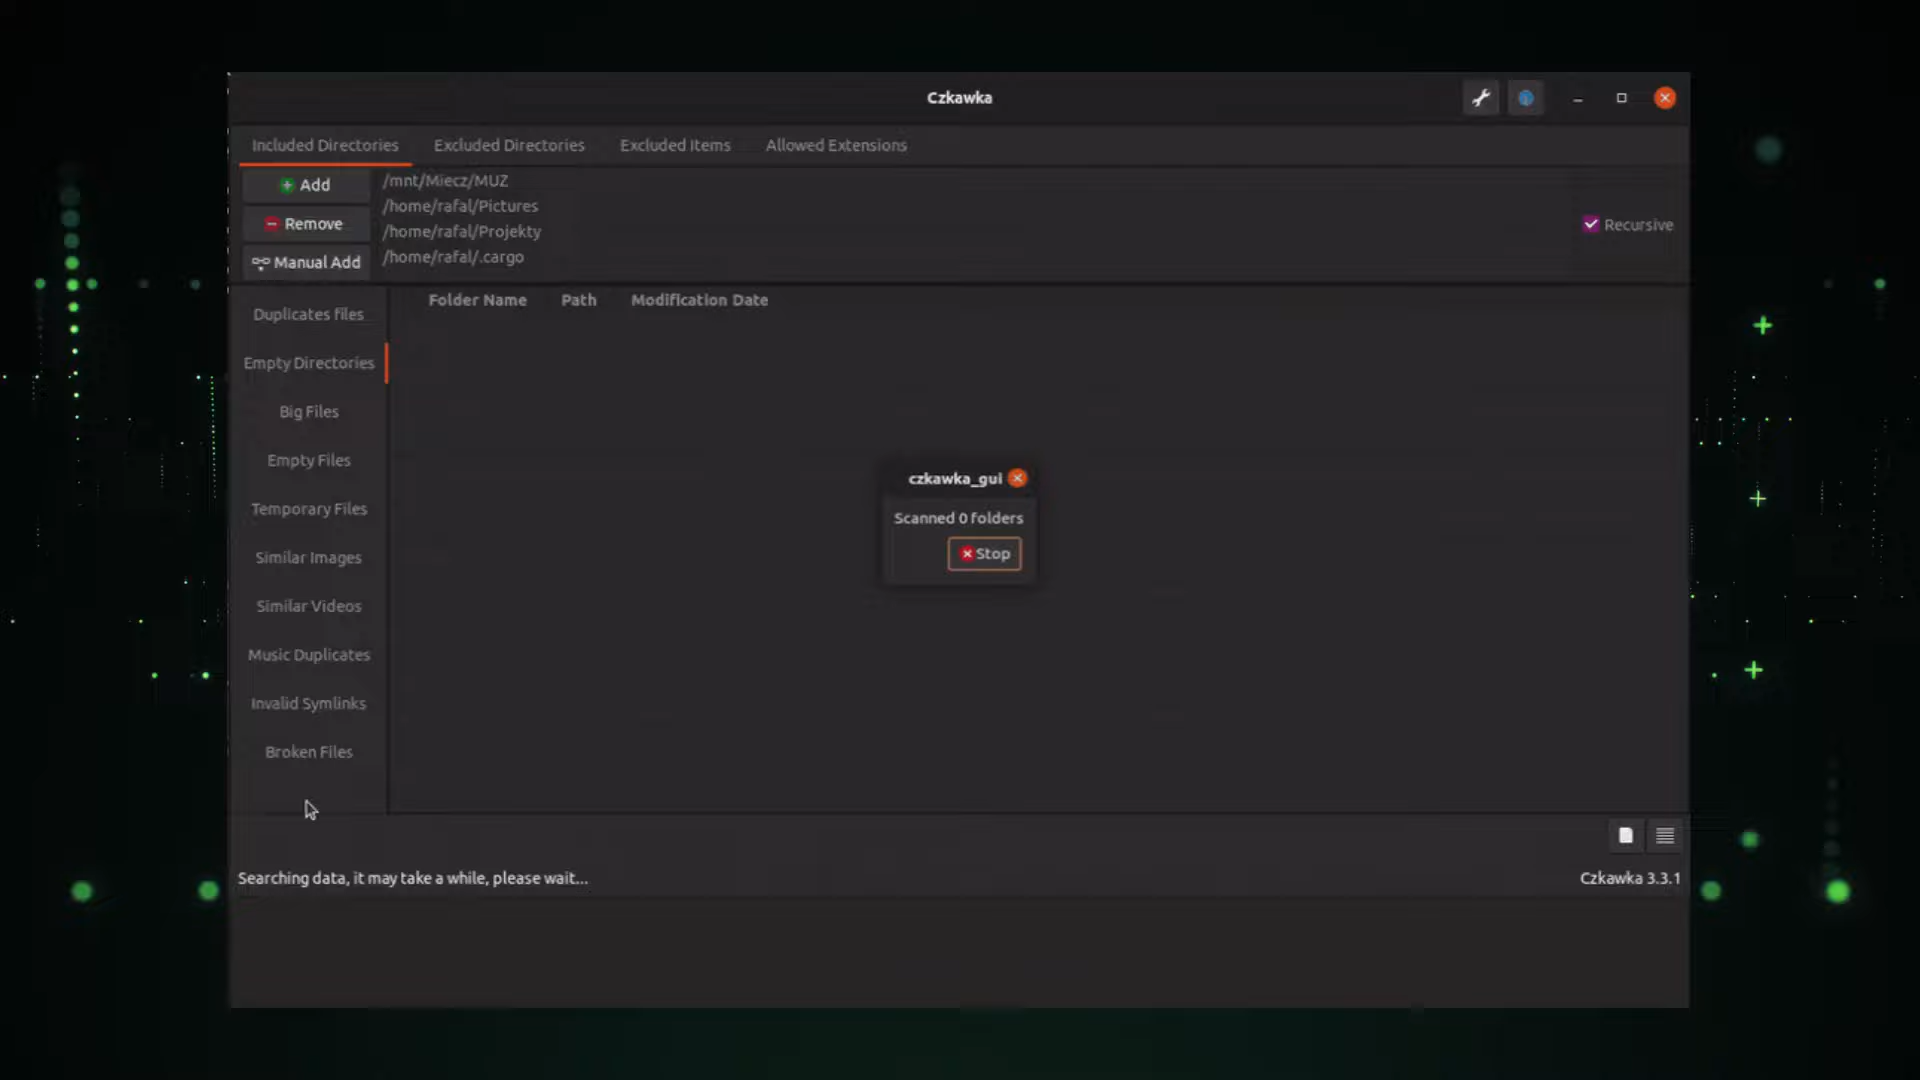 Czkawka
Included Directories Excluded Directories Excluded Items Allowed Extensions
Add
Remove
Manual Add
/mnt/Miecz/MUZ
/home/rafal/Pictures
/home/rafal/Projekty
/home/rafal/.cargo
Recursive
Duplicates files
Empty Directories
Big Files
Empty Files
Temporary Files
Similar Images
Similar Videos
Music Duplicates
Invalid Symlinks
Broken Files
Folder Name Path Modification Date
czkawka_gui
Scanned 0 folders
Stop
Searching data, it may take a while, please wait...
Czkawka 3.3.1